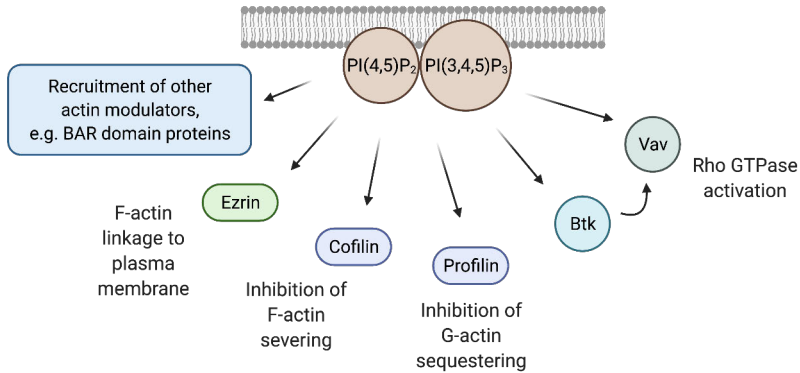 PI(4,5)P₂
PI(3,4,5)P₃
Recruitment of other
actin modulators,
e.g. BAR domain proteins
Ezrin
F-actin
linkage to
plasma
membrane
Cofilin
Inhibition of
F-actin
severing
Profilin
Inhibition of
G-actin
sequestering
Btk
Vav
Rho GTPase
activation